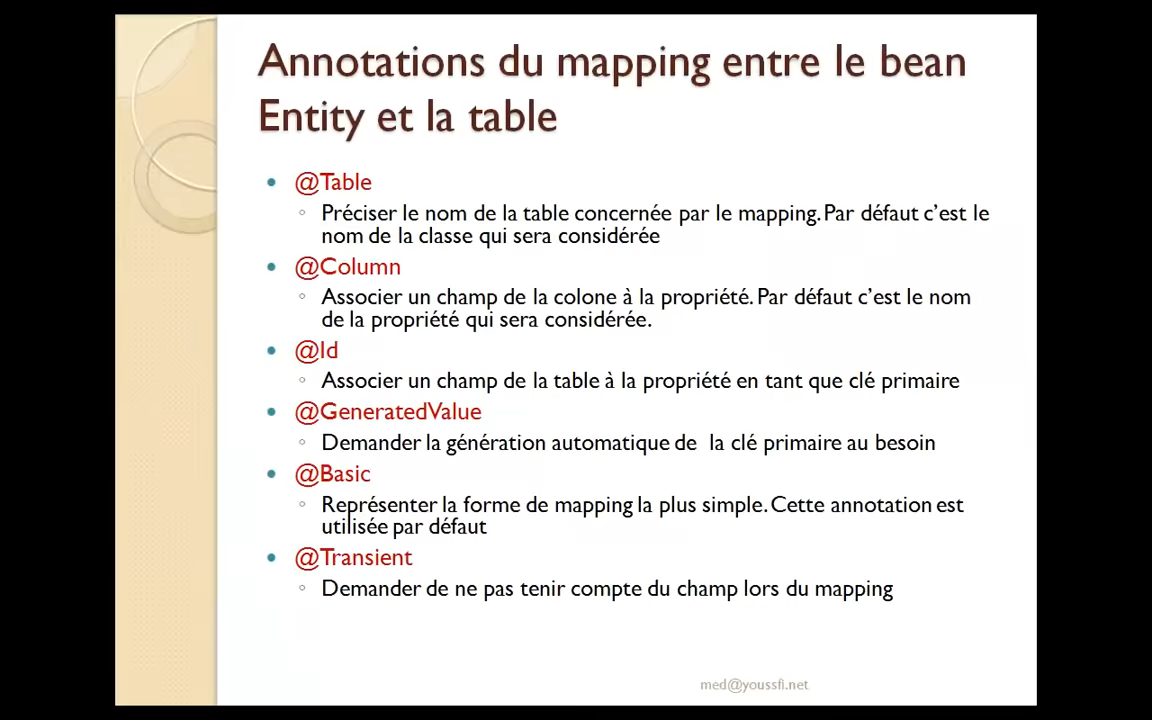 Annotations du mapping entre le bean
Entity et la table
@Table
Préciser le nom de la table concernée par le mapping. Par défaut c’est le
nom de la classe qui sera considérée
@Column
Associer un champ de la colone à la propriété. Par défaut c’est le nom
de la propriété qui sera considérée.
@Id
Associer un champ de la table à la propriété en tant que clé primaire
@GeneratedValue
Demander la génération automatique de la clé primaire au besoin
@Basic
Représenter la forme de mapping la plus simple. Cette annotation est
utilisée par défaut
@Transient
Demander de ne pas tenir compte du champ lors du mapping
med@youssfi.net